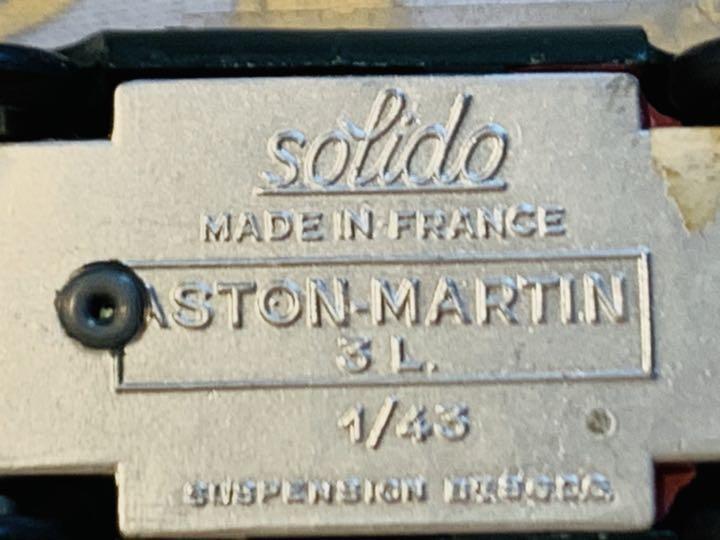 solido
MADE IN FRANCE
ASTON-MARTIN
3 L.
1/43
SUSPENSION